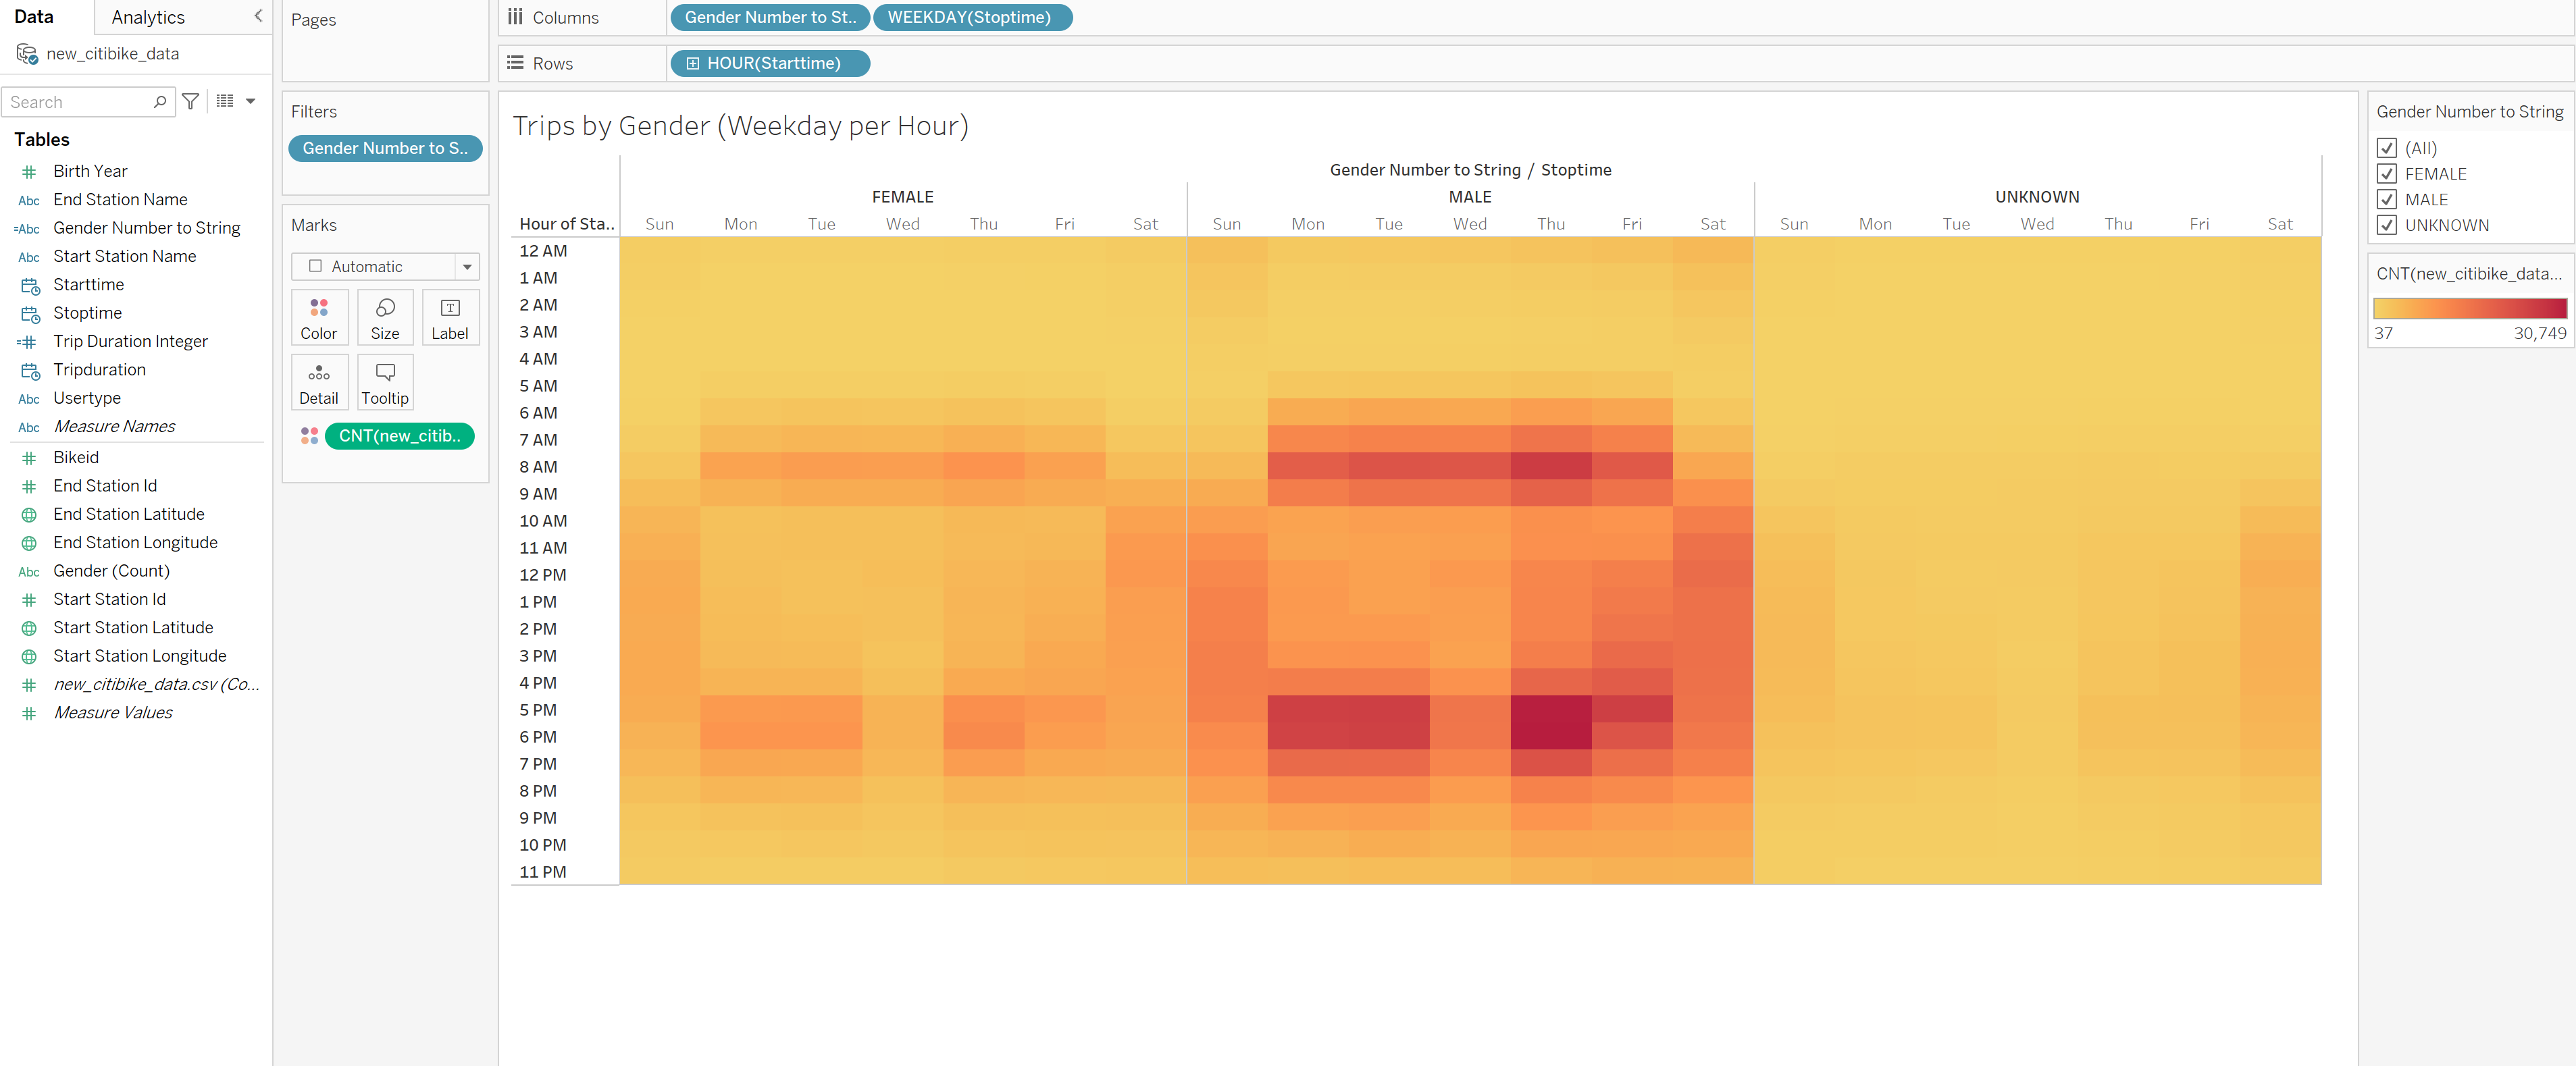 Data
Analytics
new_citibike_data
Search
Tables
Birth Year
Abc End Station Name
=Abc Gender Number to String
Abc Start Station Name
Starttime
Stoptime
=# Trip Duration Integer
Tripduration
Abc Usertype
Abc Measure Names
Bikeid
End Station Id
End Station Latitude
End Station Longitude
Abc Gender (Count)
Start Station Id
Start Station Latitude
Start Station Longitude
new_citibike_data.csv (Co...
Measure Values
Pages
Filters
Gender Number to S..
Marks
Automatic
Color Size Label
Detail Tooltip
CNT(new_citib..
Columns Gender Number to St.. WEEKDAY(Stoptime)
Rows HOUR(Starttime)
Trips by Gender (Weekday per Hour)
Gender Number to String / Stoptime
FEMALE MALE UNKNOWN
Hour of Sta.. Sun Mon Tue Wed Thu Fri Sat Sun Mon Tue Wed Thu Fri Sat Sun Mon Tue Wed Thu Fri Sat
12 AM
1 AM
2 AM
3 AM
4 AM
5 AM
6 AM
7 AM
8 AM
9 AM
10 AM
11 AM
12 PM
1 PM
2 PM
3 PM
4 PM
5 PM
6 PM
7 PM
8 PM
9 PM
10 PM
11 PM
Gender Number to String
(All)
FEMALE
MALE
UNKNOWN
CNT(new_citibike_data...
37 30,749